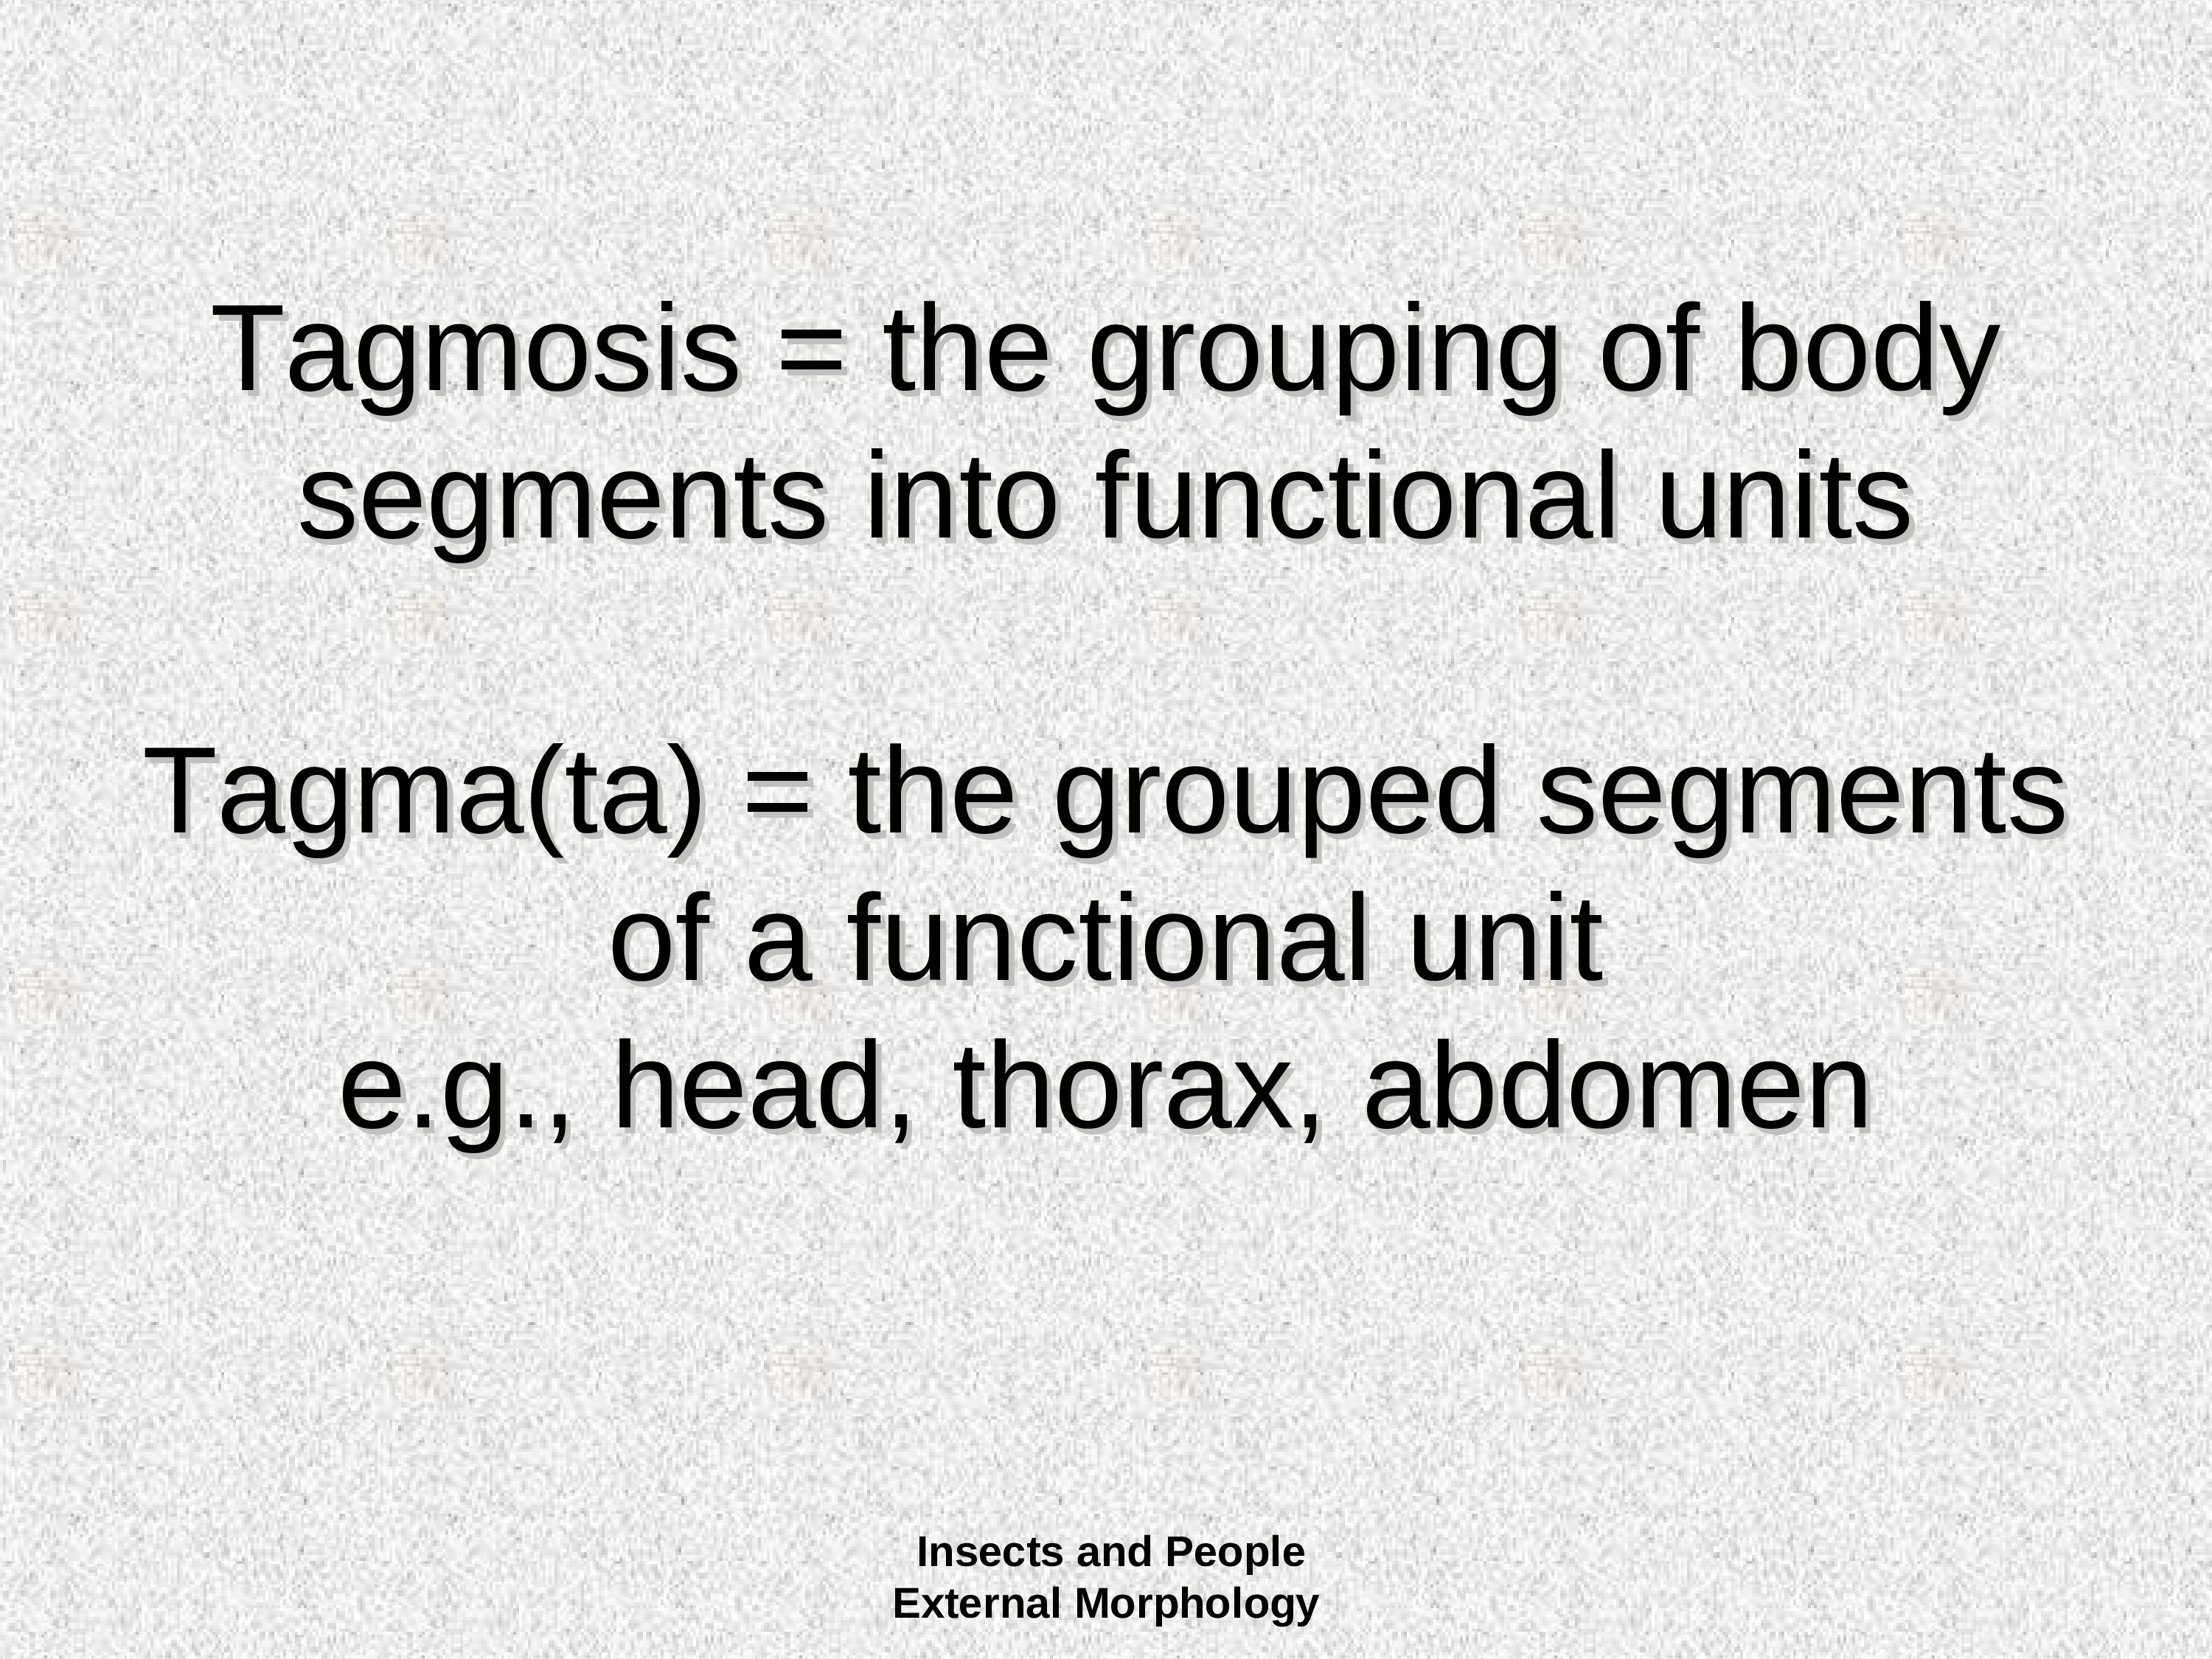 Tagmosis = the grouping of body
segments into functional units
Tagma(ta) = the grouped segments
of a functional unit
e.g., head, thorax, abdomen
Insects and People
External Morphology